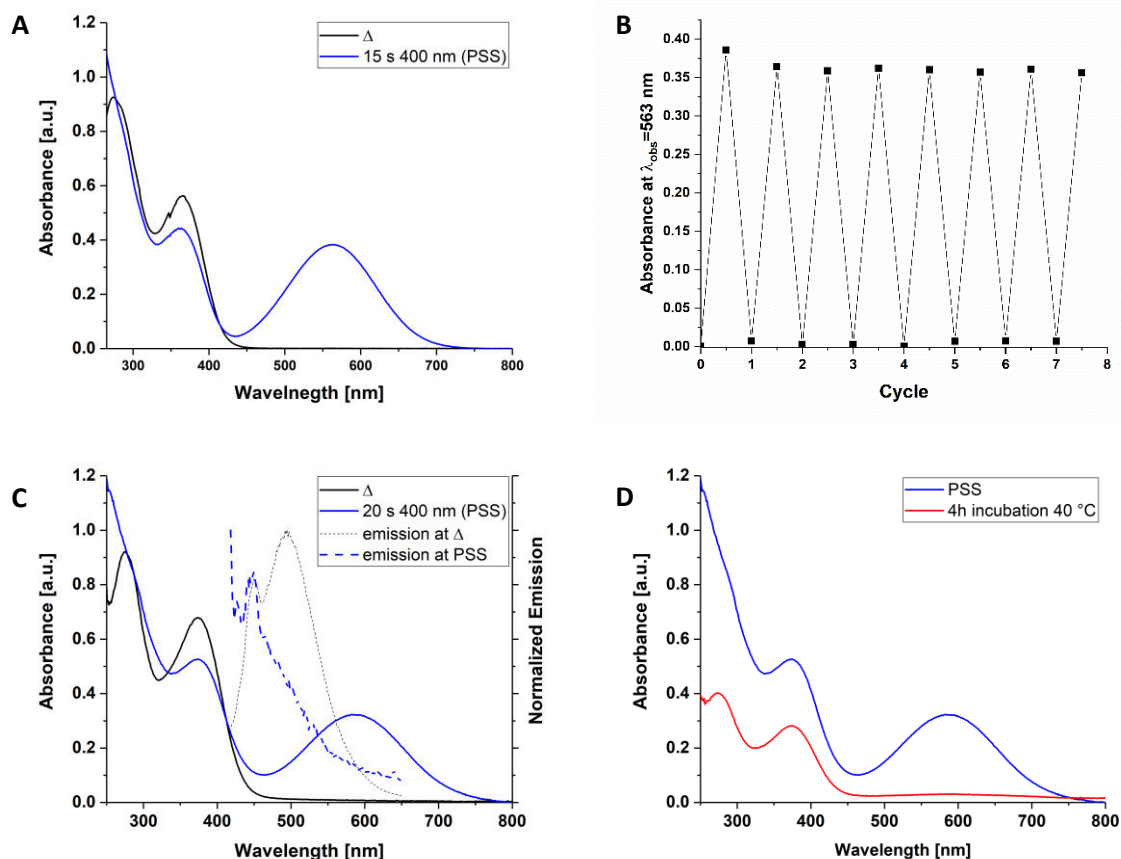 A
Δ
15 s 400 nm (PSS)
Absorbance [a.u.]
1.2
1.0
0.8
0.6
0.4
0.2
0.0
300 400 500 600 700 800
Wavelnegth [nm]
B
Absorbance at λobs=563 nm
0.40
0.35
0.30
0.25
0.20
0.15
0.10
0.05
0.00
0 1 2 3 4 5 6 7 8
Cycle
C
Δ
20 s 400 nm (PSS)
emission at Δ
emission at PSS
Absorbance [a.u.]
Normalized Emission
1.2
1.0
0.8
0.6
0.4
0.2
0.0
300 400 500 600 700 800
Wavelength [nm]
D
PSS
4h incubation 40 °C
Absorbance [a.u.]
1.2
1.0
0.8
0.6
0.4
0.2
0.0
300 400 500 600 700 800
Wavelength [nm]